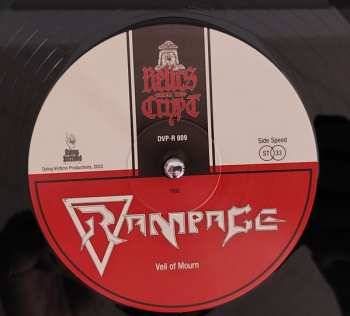 RELICS
FROM THE
CRYPT
DVP-R 009
Side Speed
ST 33
Dying Victims Productions, 2022
RAMPAGE
Veil of Mourn